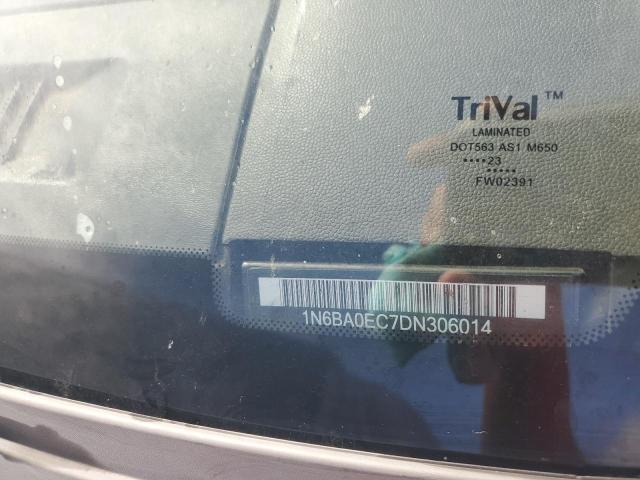 TriVal™
LAMINATED
DOT563 AS1 M650
••••23
•••••
FW02391
1N6BA0EC7DN306014